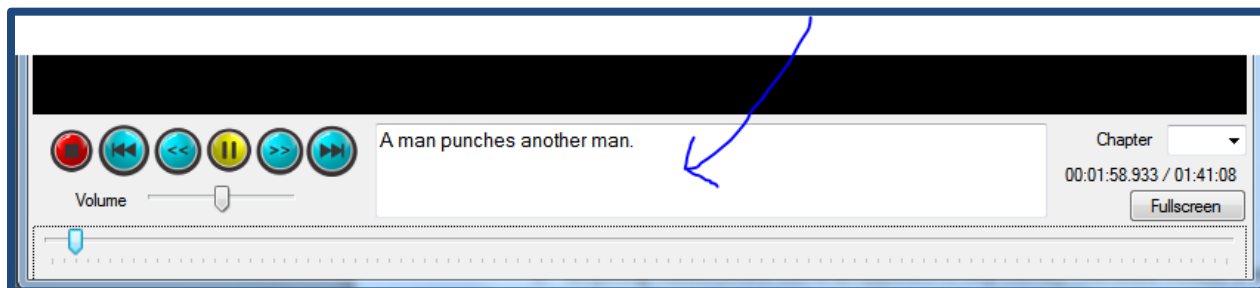 A man punches another man.
Chapter
00:01:58.933 / 01:41:08
Volume
Fullscreen
<<
>>